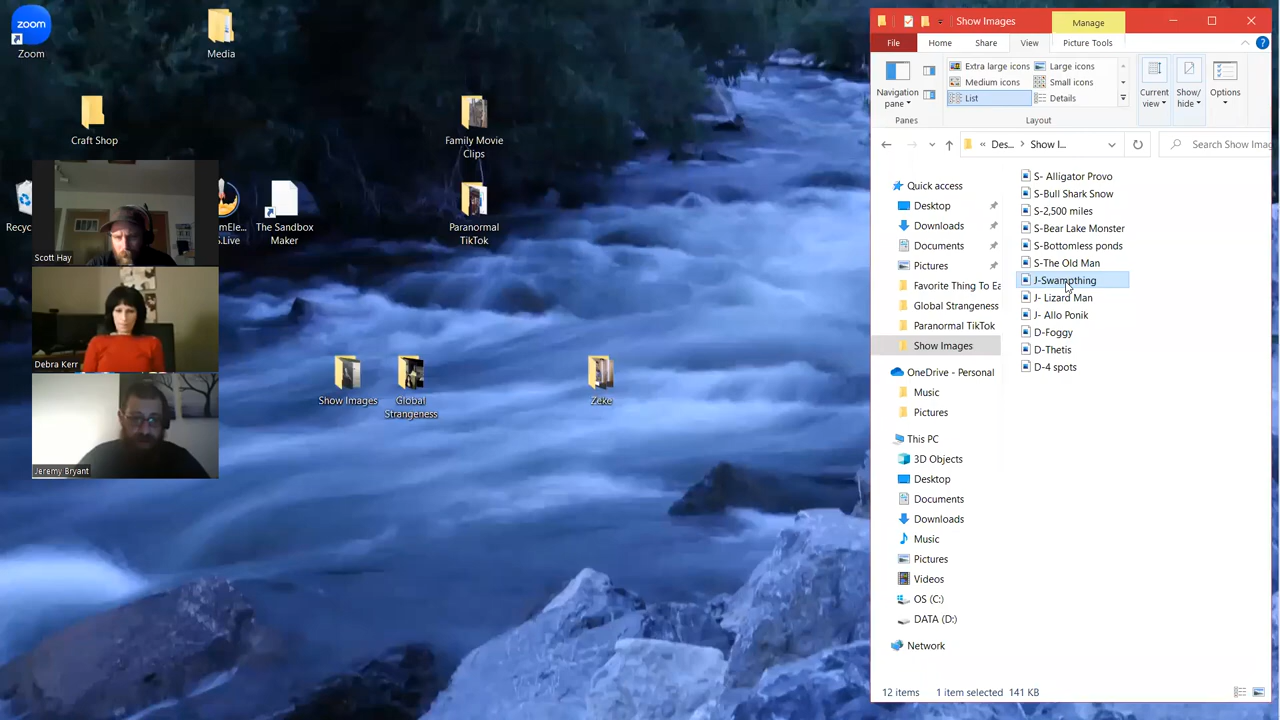 zoom
Zoom
Media
Craft Shop
Family Movie
Clips
Recyc
S.Live
The Sandbox
Maker
Paranormal
TikTok
Scott Hay
Debra Kerr
Jeremy Bryant
Show Images
Global
Strangeness
Zeke
Show Images
Manage
File
Home
Share
View
Picture Tools
Navigation
pane
Extra large icons
Large icons
Medium icons
Small icons
List
Details
Current
view
Show/
hide
Options
Panes
Layout
« Des... > Show I...
Search Show Imag
Quick access
Desktop
Downloads
Documents
Pictures
Favorite Thing To Ea
Global Strangeness
Paranormal TikTok
Show Images
OneDrive - Personal
Music
Pictures
This PC
3D Objects
Desktop
Documents
Downloads
Music
Pictures
Videos
OS (C:)
DATA (D:)
Network
S- Alligator Provo
S-Bull Shark Snow
S-2,500 miles
S-Bear Lake Monster
S-Bottomless ponds
S-The Old Man
J-Swampthing
J- Lizard Man
J- Allo Ponik
D-Foggy
D-Thetis
D-4 spots
12 items
1 item selected 141 KB